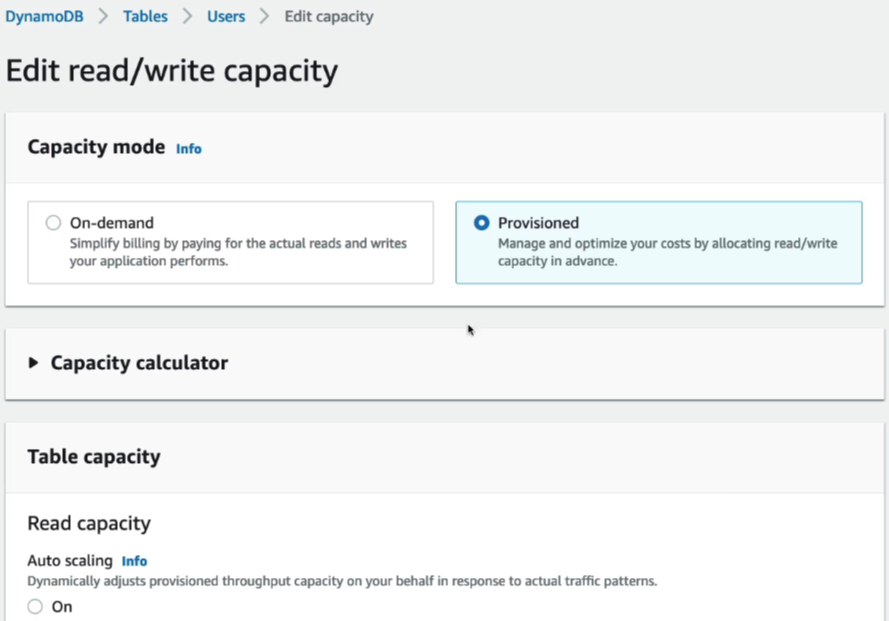 DynamoDB > Tables > Users > Edit capacity
Edit read/write capacity
Capacity mode Info
On-demand
Simplify billing by paying for the actual reads and writes
your application performs.
Provisioned
Manage and optimize your costs by allocating read/write
capacity in advance.
Capacity calculator
Table capacity
Read capacity
Auto scaling Info
Dynamically adjusts provisioned throughput capacity on your behalf in response to actual traffic patterns.
On